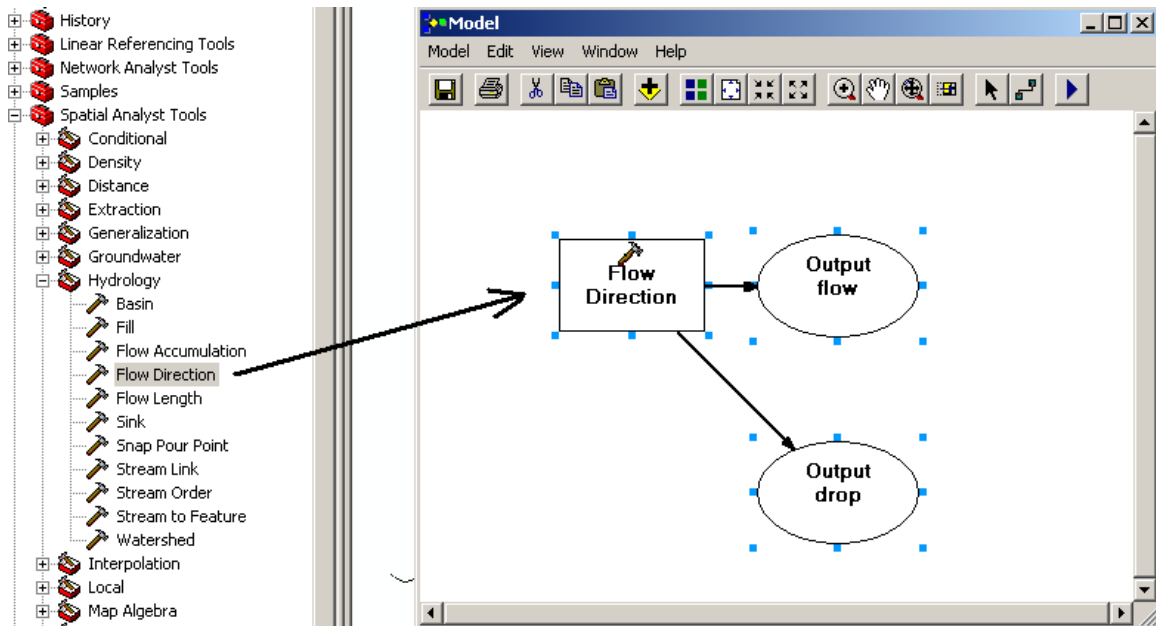 History
Linear Referencing Tools
Network Analyst Tools
Samples
Spatial Analyst Tools
Conditional
Density
Distance
Extraction
Generalization
Groundwater
Hydrology
Basin
Fill
Flow Accumulation
Flow Direction
Flow Length
Sink
Snap Pour Point
Stream Link
Stream Order
Stream to Feature
Watershed
Interpolation
Local
Map Algebra
Model
Model Edit View Window Help
Flow
Direction
Output
flow
Output
drop